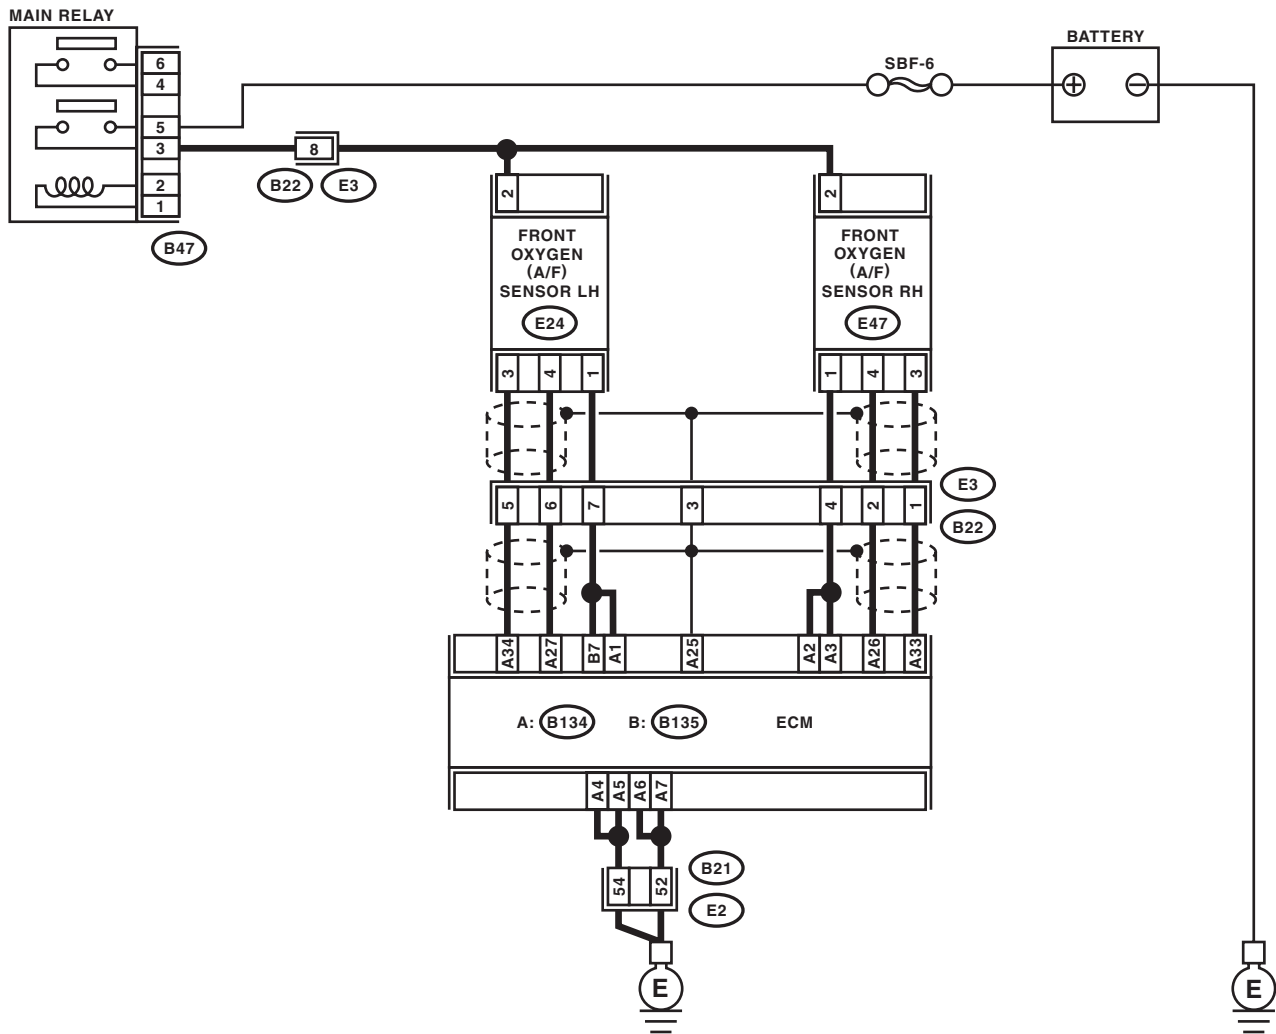 MAIN RELAY
BATTERY
SBF-6
6
4
5
3
2
1
8
B22 E3
B47
2
FRONT
OXYGEN
(A/F)
SENSOR LH
E24
2
FRONT
OXYGEN
(A/F)
SENSOR RH
E47
3 4 1
1 4 3
E3
5 6 7 3 4 2 1
B22
A34 A27 B7 A1 A25 A2 A3 A26 A33
A: B134 B: B135 ECM
A4 A5 A6 A7
B21
54 52
E2
E
E